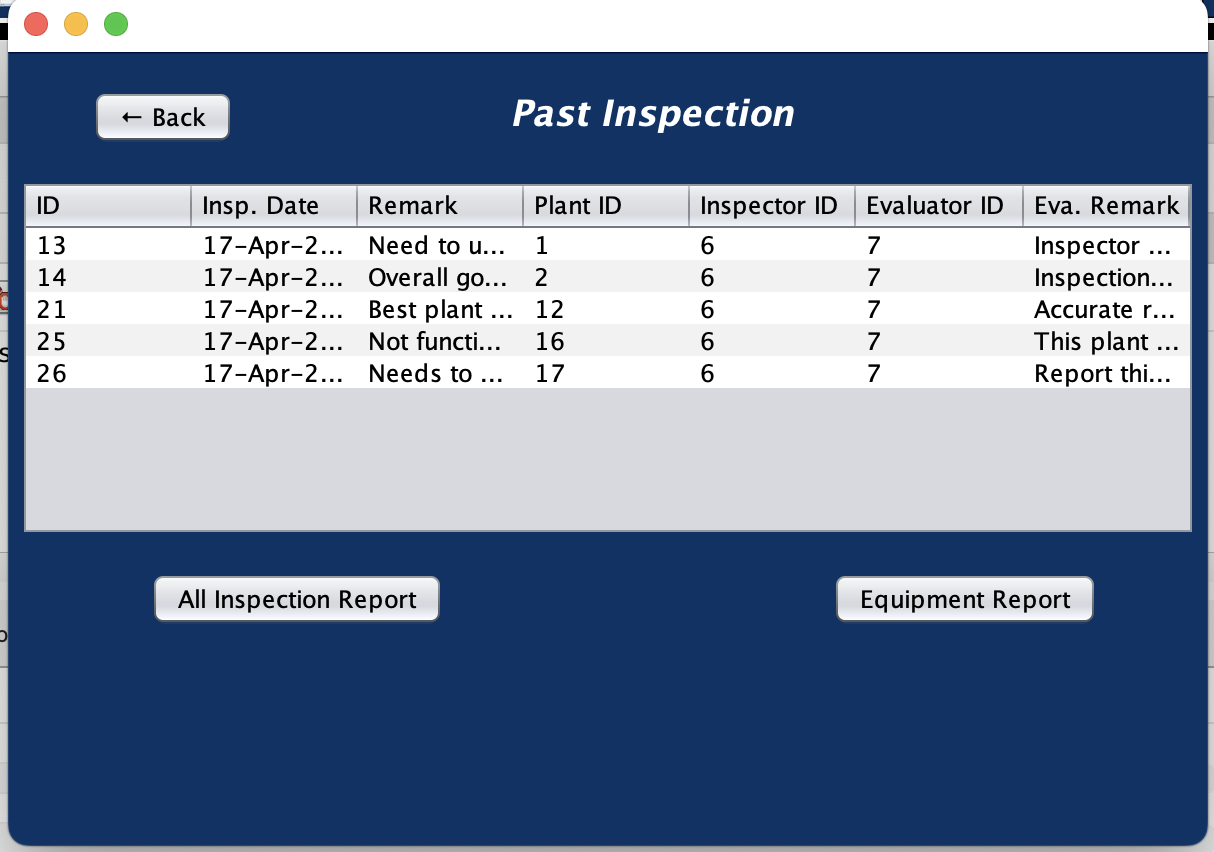 ← Back
Past Inspection
ID Insp. Date Remark Plant ID Inspector ID Evaluator ID Eva. Remark
13 17-Apr-2... Need to u... 1 6 7 Inspector ...
14 17-Apr-2... Overall go... 2 6 7 Inspection...
21 17-Apr-2... Best plant ... 12 6 7 Accurate r...
25 17-Apr-2... Not functi... 16 6 7 This plant ...
26 17-Apr-2... Needs to ... 17 6 7 Report thi...
All Inspection Report Equipment Report